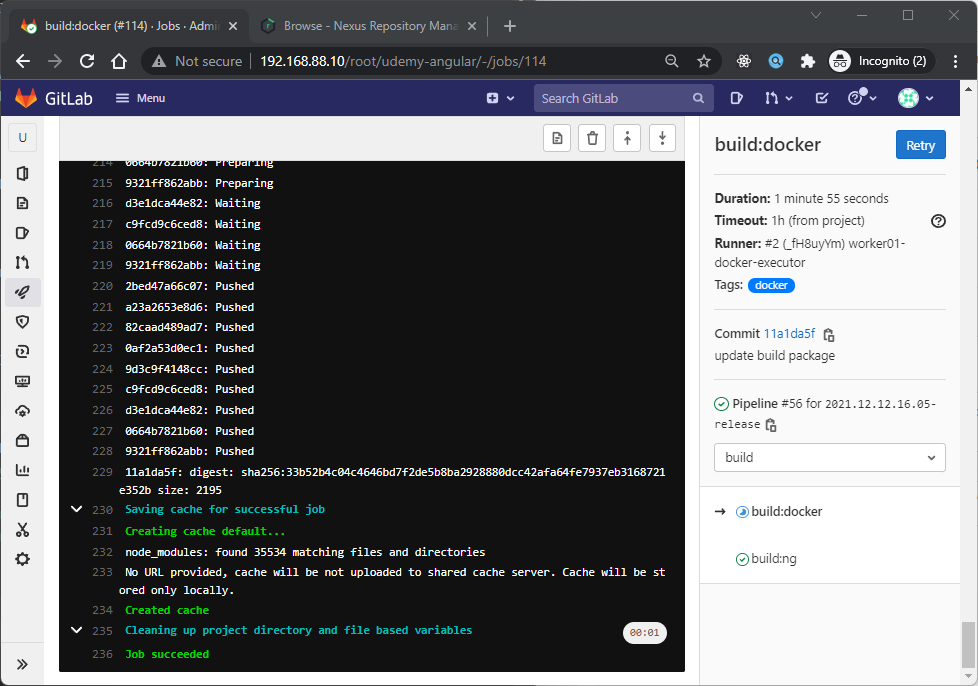 build:docker (#114) · Jobs · Admi
Browse - Nexus Repository Mana
Not secure
192.168.88.10/root/udemy-angular/-/jobs/114
Incognito (2)
GitLab
Menu
Search GitLab
U
214 0664b7821b60: Preparing
215 9321ff862abb: Preparing
216 d3e1dca44e82: Waiting
217 c9fcd9c6ced8: Waiting
218 0664b7821b60: Waiting
219 9321ff862abb: Waiting
220 2bed47a66c07: Pushed
221 a23a2653e8d6: Pushed
222 82caad489ad7: Pushed
223 0af2a53d0ec1: Pushed
224 9d3c9f4148cc: Pushed
225 c9fcd9c6ced8: Pushed
226 d3e1dca44e82: Pushed
227 0664b7821b60: Pushed
228 9321ff862abb: Pushed
229 11a1da5f: digest: sha256:33b52b4c04c4646bd7f2de5b8ba2928880dcc42afa64fe7937eb3168721
e352b size: 2195
230 Saving cache for successful job
231 Creating cache default...
232 node_modules: found 35534 matching files and directories
233 No URL provided, cache will be not uploaded to shared cache server. Cache will be st
ored only locally.
234 Created cache
235 Cleaning up project directory and file based variables
00:01
236 Job succeeded
build:docker
Retry
Duration: 1 minute 55 seconds
Timeout: 1h (from project)
Runner: #2 (_fH8uyYm) worker01-
docker-executor
Tags: docker
Commit 11a1da5f
update build package
Pipeline #56 for 2021.12.12.16.05-
release
build
build:docker
build:ng